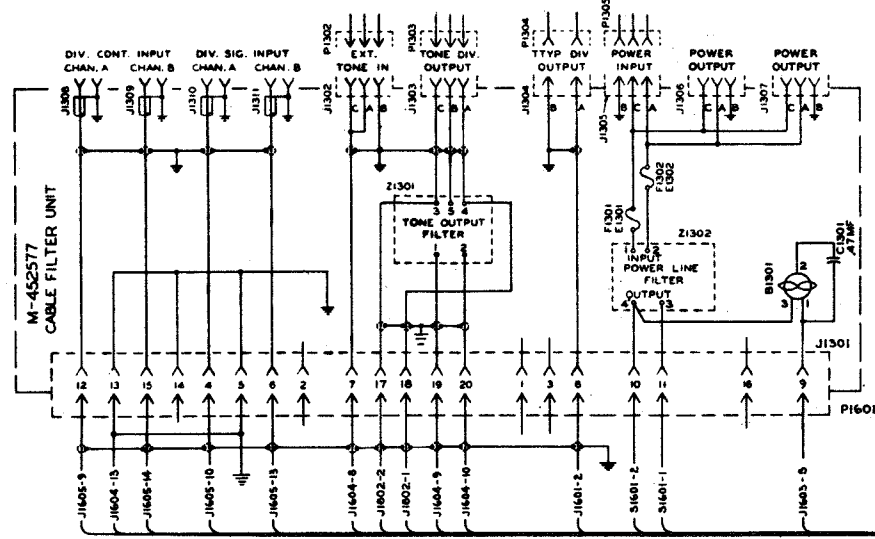 P1302 P1303 P1304 P1305
DIV. CONT. INPUT DIV. SIG. INPUT EXT. TONE DIV. TTYP DIV POWER POWER POWER
CHAN. A CHAN. B CHAN. A CHAN. B TONE IN OUTPUT OUTPUT INPUT OUTPUT OUTPUT
J1308 J1309 J1310 J1311 J1302 J1303 J1304 J1305 J1306 J1307
C A B C B A B A B C A C A B C A B
F1302
E1302
Z1301
3 5 4
TONE OUTPUT
FILTER
1 2
F1301
E1301
Z1302
1 2
INPUT
POWER LINE
FILTER
OUTPUT
4 3
B1301
2
3 1
C1301
.47MF
M-452577
CABLE FILTER UNIT
J1301
12 13 15 14 4 5 6 2 7 17 18 19 20 1 3 8 10 11 16 9
P1601
J1605-9
J1604-13
J1605-14
J1605-10
J1605-13
J1604-8
J1802-2
J1802-1
J1604-9
J1604-10
J1601-2
S1601-2
S1601-1